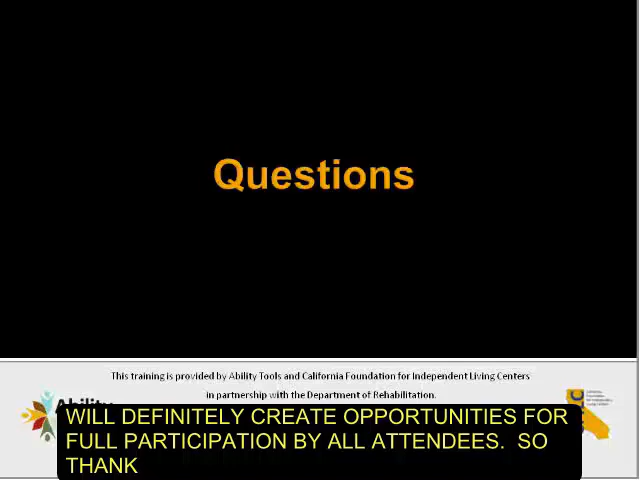 Questions
This training is provided by Ability Tools and California Foundation for Independent Living Centers
in partnership with the Department of Rehabilitation.
Ability
WILL DEFINITELY CREATE OPPORTUNITIES FOR
FULL PARTICIPATION BY ALL ATTENDEES.  SO
THANK